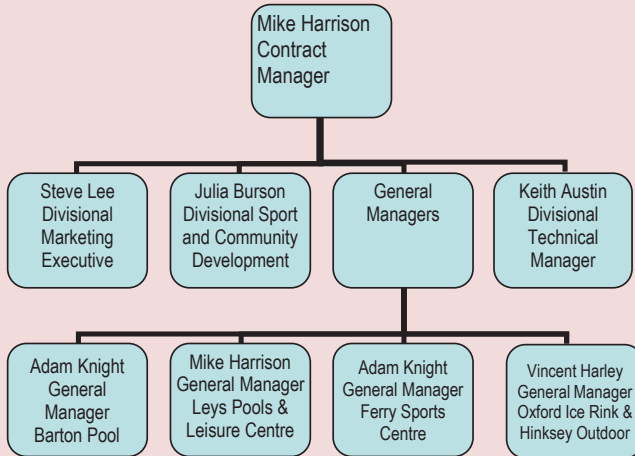 Mike Harrison
Contract
Manager
Steve Lee
Divisional
Marketing
Executive
Julia Burson
Divisional Sport
and Community
Development
General
Managers
Keith Austin
Divisional
Technical
Manager
Adam Knight
General
Manager
Barton Pool
Mike Harrison
General Manager
Leys Pools &
Leisure Centre
Adam Knight
General Manager
Ferry Sports
Centre
Vincent Harley
General Manager
Oxford Ice Rink &
Hinksey Outdoor